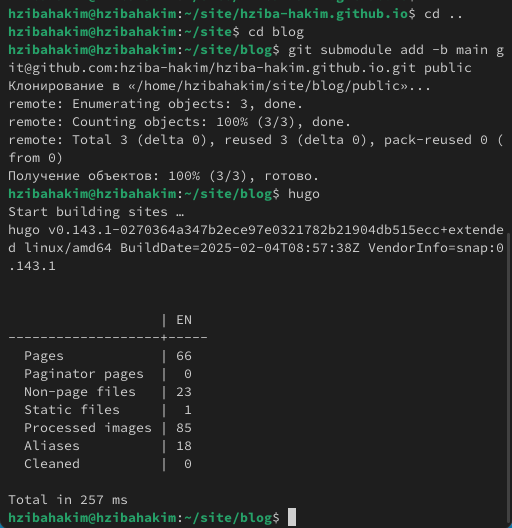 hzibahakim@hzibahakim:~/site/hziba-hakim.github.io$ cd ..
hzibahakim@hzibahakim:~/site$ cd blog
hzibahakim@hzibahakim:~/site/blog$ git submodule add -b main g
it@github.com:hziba-hakim/hziba-hakim.github.io.git public
Клонирование в «/home/hzibahakim/site/blog/public»...
remote: Enumerating objects: 3, done.
remote: Counting objects: 100% (3/3), done.
remote: Total 3 (delta 0), reused 3 (delta 0), pack-reused 0 (
from 0)
Получение объектов: 100% (3/3), готово.
hzibahakim@hzibahakim:~/site/blog$ hugo
Start building sites …
hugo v0.143.1-0270364a347b2ece97e0321782b21904db515ecc+extende
d linux/amd64 BuildDate=2025-02-04T08:57:38Z VendorInfo=snap:0
.143.1
                   | EN
-------------------+-----
  Pages            | 66
  Paginator pages  |  0
  Non-page files   | 23
  Static files     |  1
  Processed images | 85
  Aliases          | 18
  Cleaned          |  0
Total in 257 ms
hzibahakim@hzibahakim:~/site/blog$